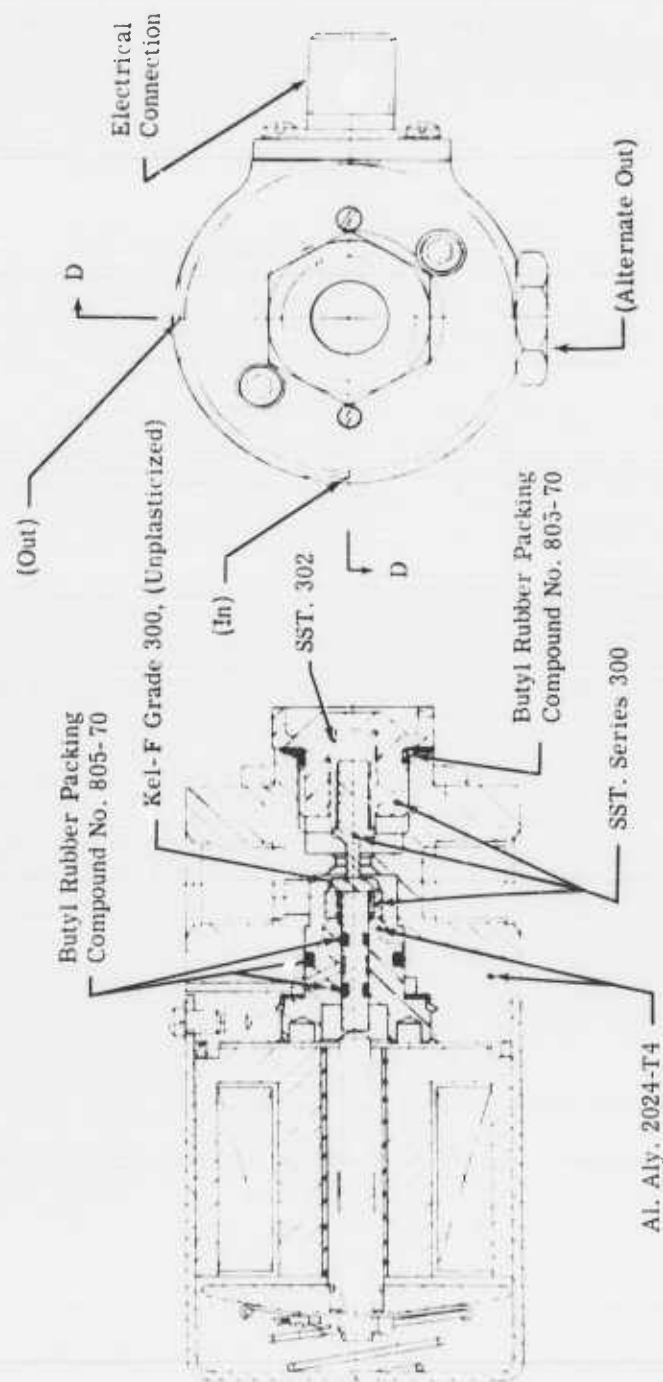 Butyl Rubber Packing
Compound No. 805-70
Kel-F Grade 300, (Unplasticized)
(Out)
D
Electrical
Connection
(In)
SST. 302
D
Butyl Rubber Packing
Compound No. 805-70
SST. Series 300
(Alternate Out)
Al. Aly. 2024-T4